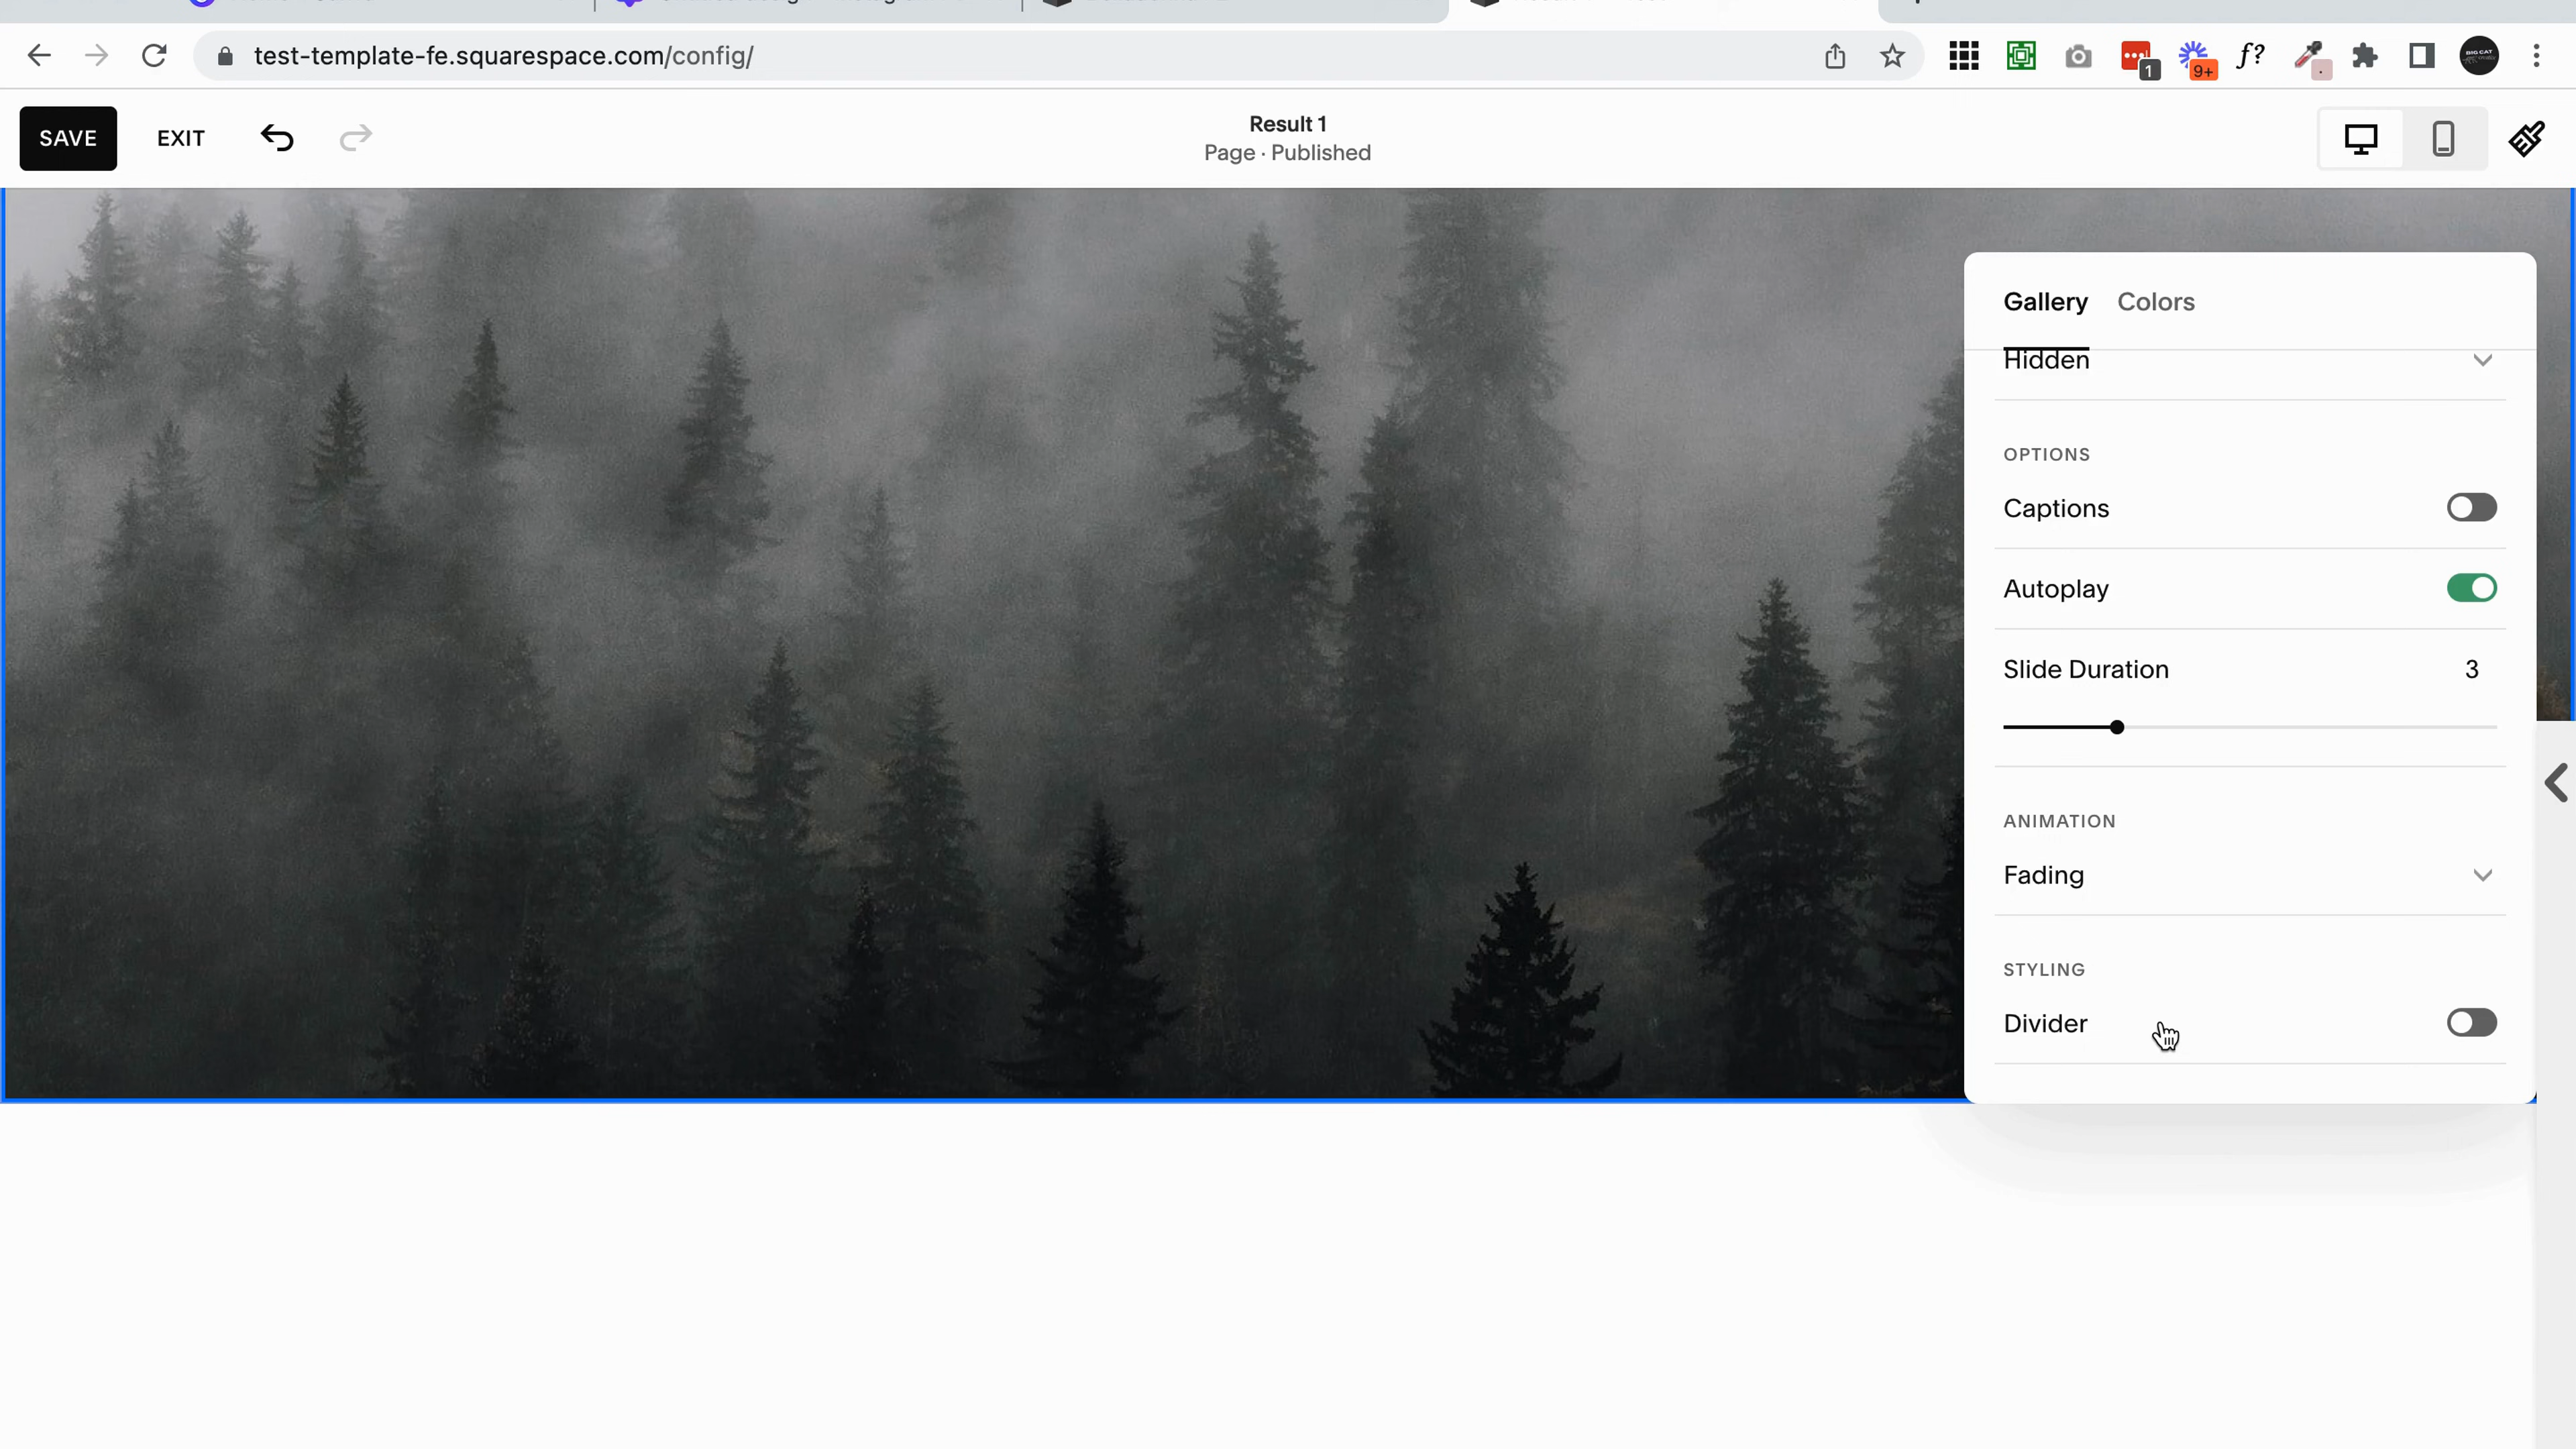 test-template-fe.squarespace.com/config/
1
9+
f?
SAVE
EXIT
Result 1
Page · Published
Gallery
Colors
Hidden
OPTIONS
Captions
Autoplay
Slide Duration
3
ANIMATION
Fading
STYLING
Divider